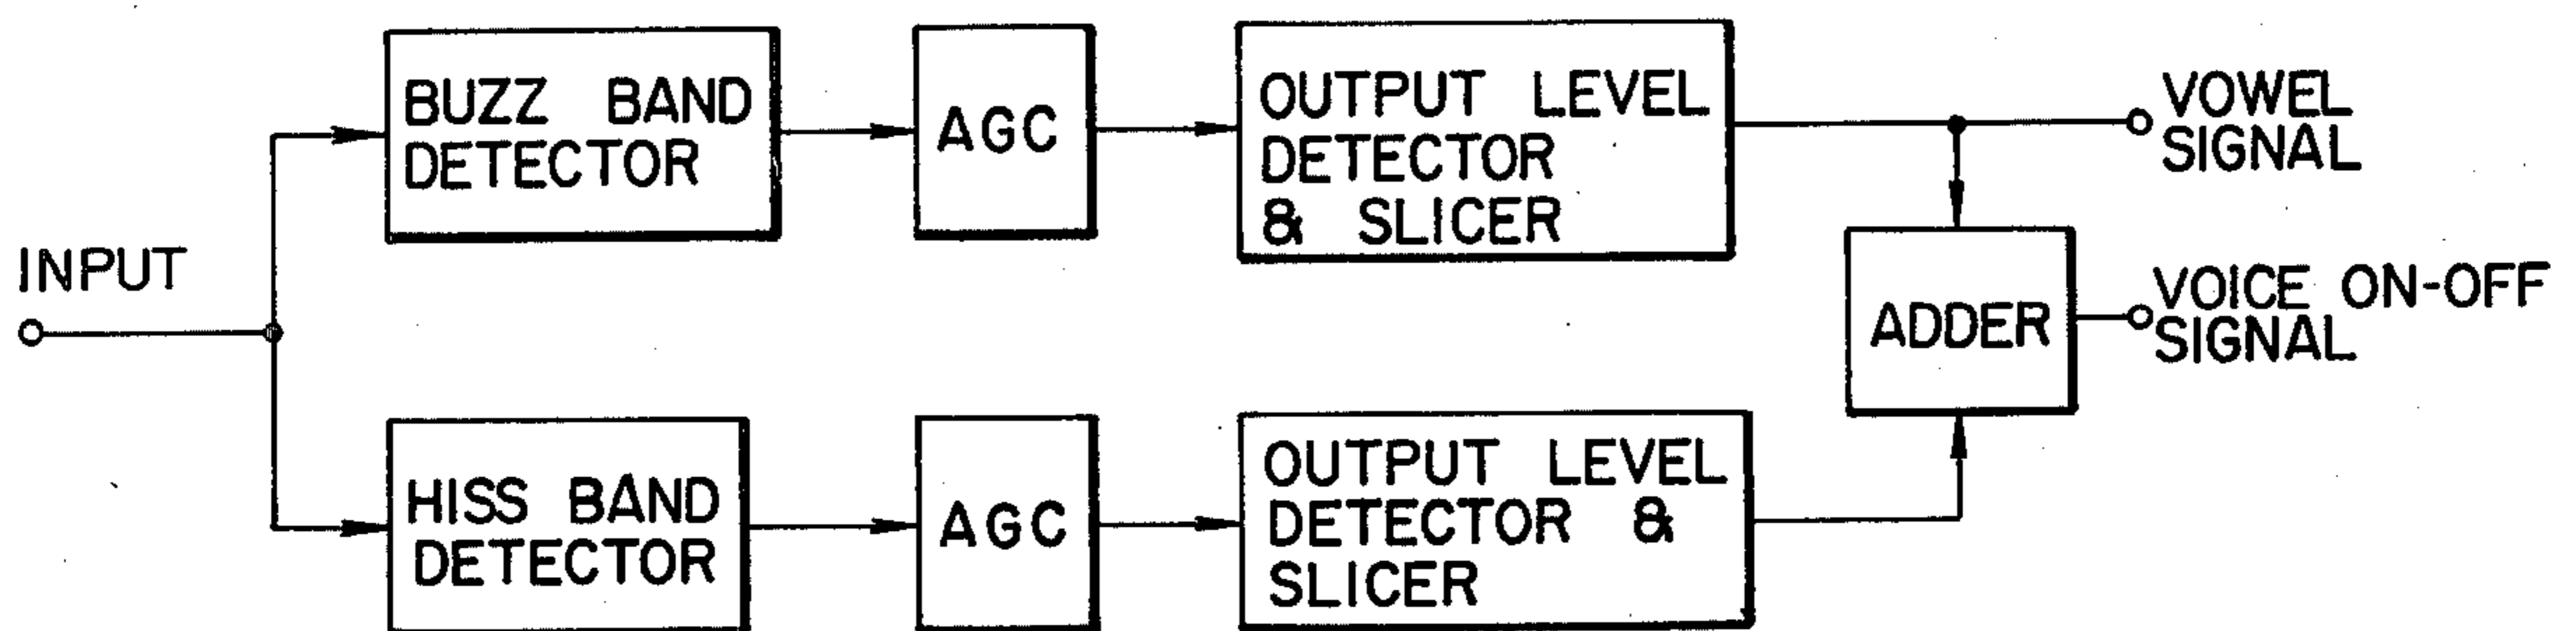 INPUT
BUZZ BAND
DETECTOR
AGC
OUTPUT LEVEL
DETECTOR
& SLICER
VOWEL
SIGNAL
ADDER
VOICE ON-OFF
SIGNAL
HISS BAND
DETECTOR
AGC
OUTPUT LEVEL
DETECTOR &
SLICER